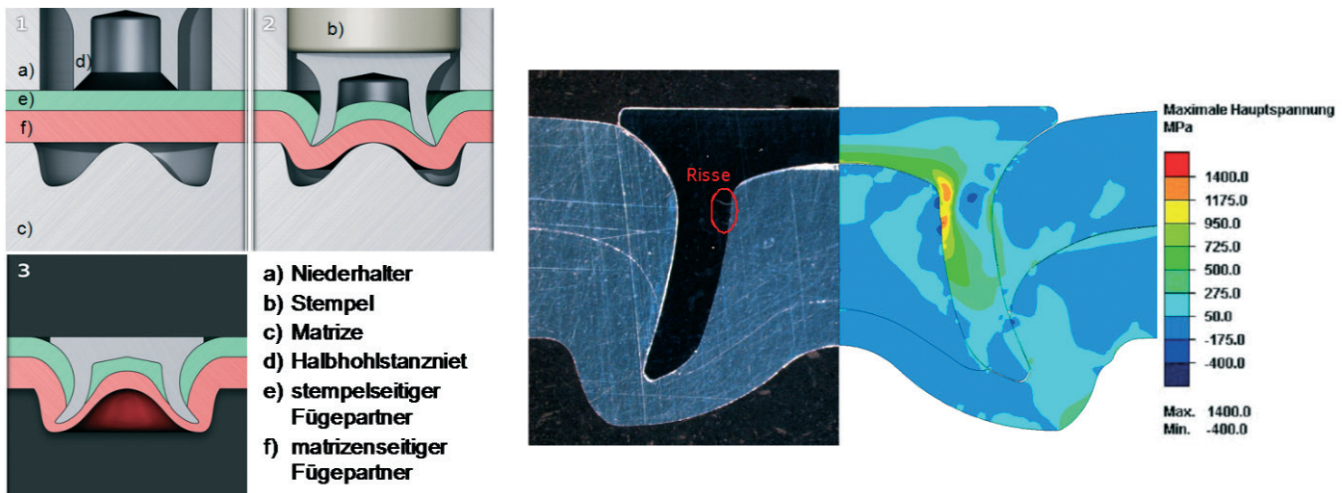 1
2
b)
d)
a)
e)
f)
c)
3
a) Niederhalter
b) Stempel
c) Matrize
d) Halbhohlstanzniet
e) stempelseitiger
Fügepartner
f) matrizenseitiger
Fügepartner
Risse
Maximale Hauptspannung
MPa
1400.0
1175.0
950.0
725.0
500.0
275.0
50.0
-175.0
-400.0
Max. 1400.0
Min. -400.0